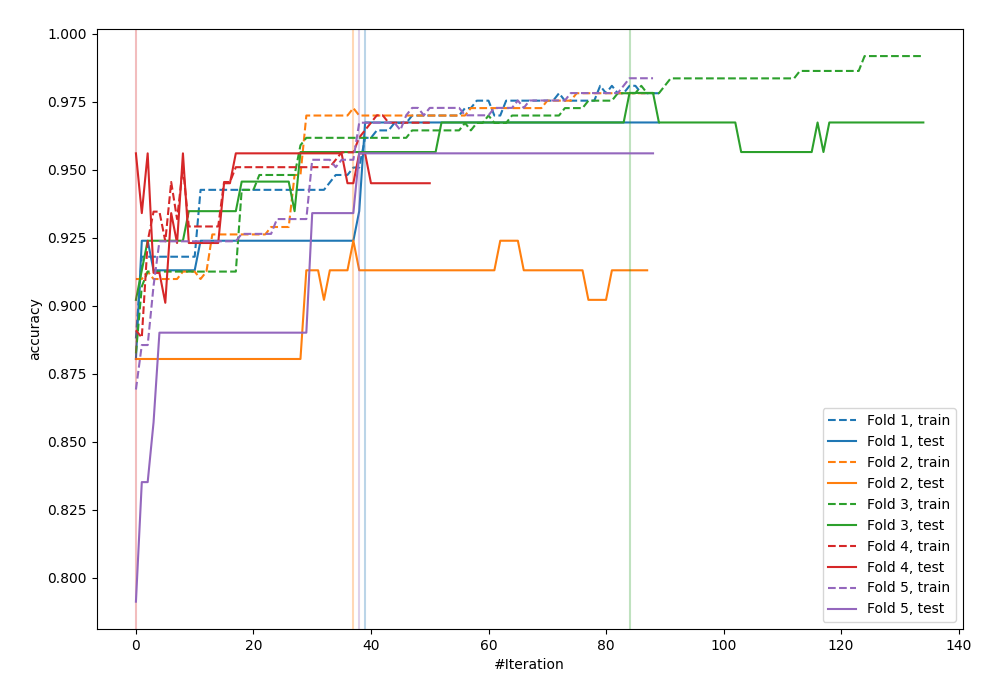 1.000
0.975
0.950
0.925
0.900
0.875
0.850
0.825
0.800
accuracy
0 20 40 60 80 100 120 140
#Iteration
Fold 1, train
Fold 1, test
Fold 2, train
Fold 2, test
Fold 3, train
Fold 3, test
Fold 4, train
Fold 4, test
Fold 5, train
Fold 5, test